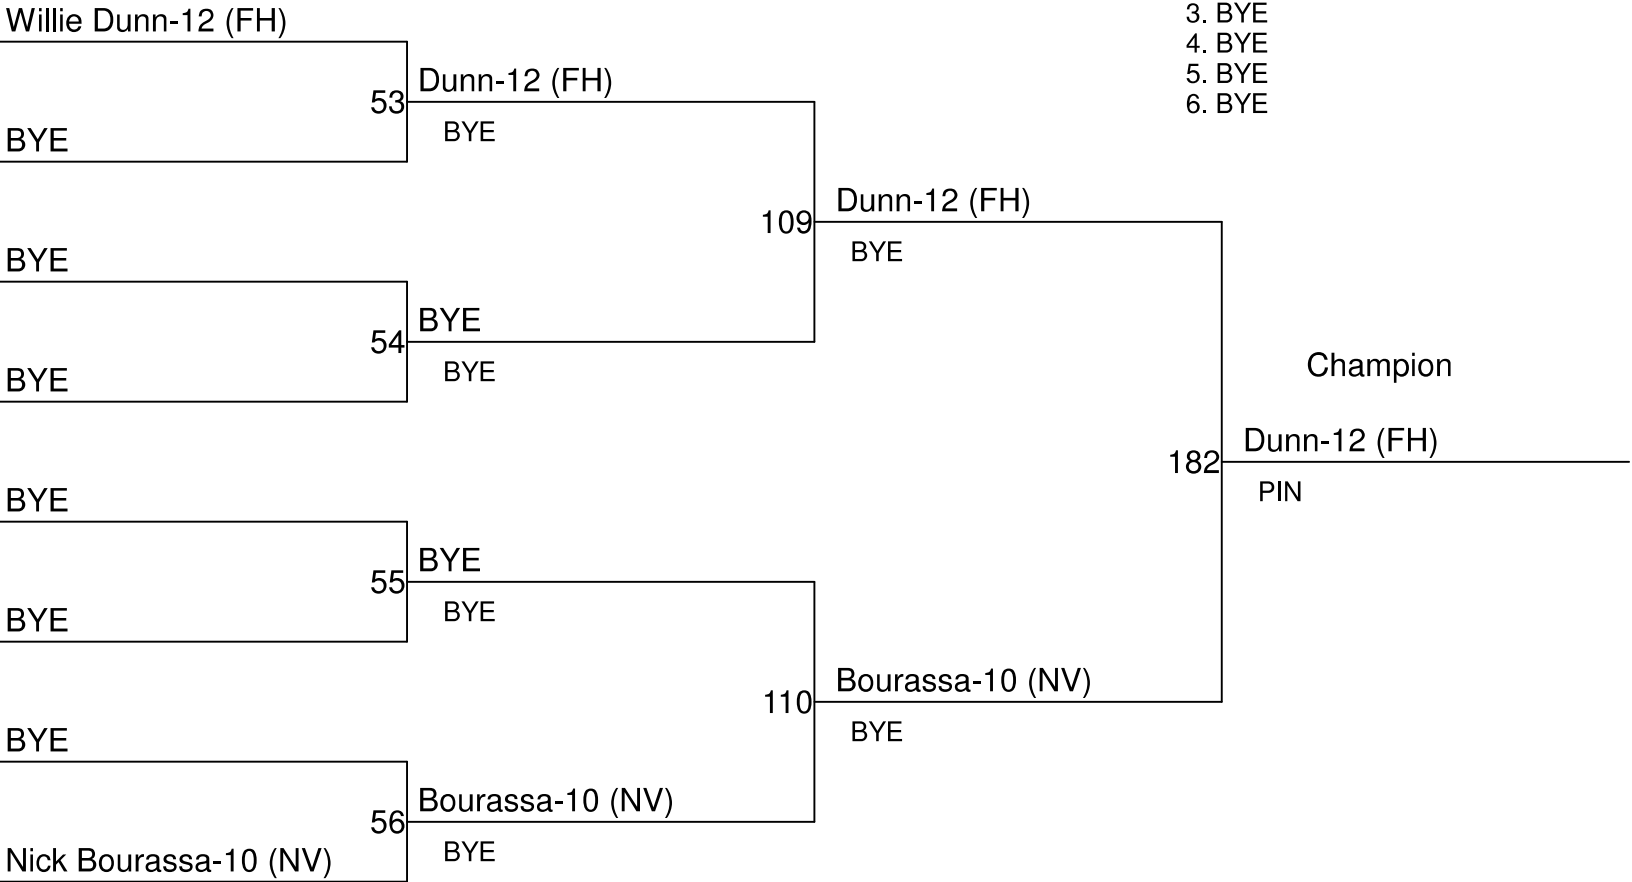 Willie Dunn-12 (FH)
3. BYE
4. BYE
5. BYE
6. BYE
53
Dunn-12 (FH)
BYE
BYE
109
Dunn-12 (FH)
BYE
BYE
54
BYE
BYE
BYE
Champion
182
Dunn-12 (FH)
PIN
BYE
55
BYE
BYE
BYE
110
Bourassa-10 (NV)
BYE
BYE
56
Bourassa-10 (NV)
BYE
Nick Bourassa-10 (NV)